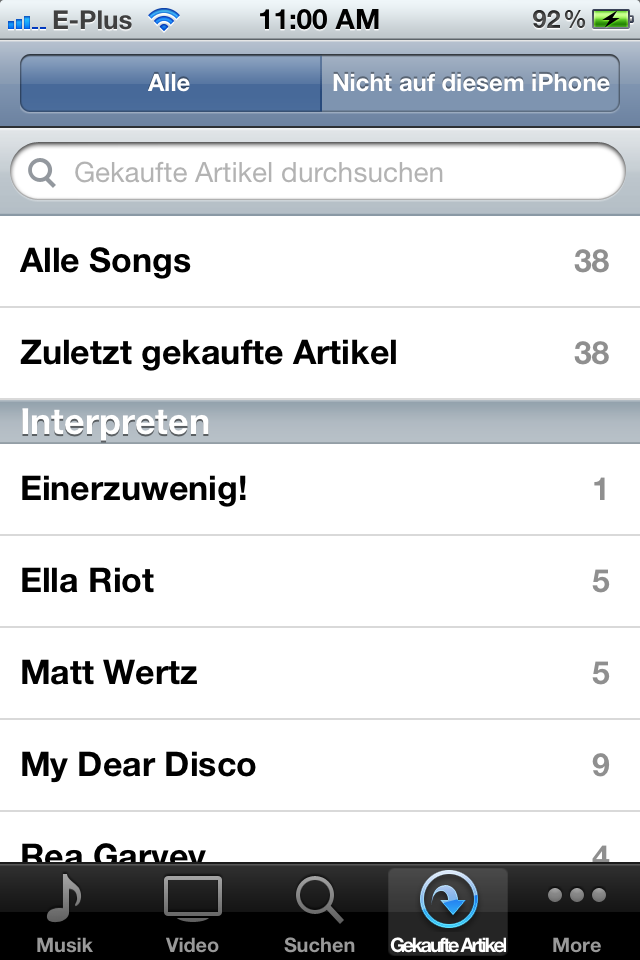 E-Plus 11:00 AM 92%
Alle Nicht auf diesem iPhone
Gekaufte Artikel durchsuchen
Alle Songs 38
Zuletzt gekaufte Artikel 38
Interpreten
Einerzuwenig! 1
Ella Riot 5
Matt Wertz 5
My Dear Disco 9
Rea Garvey 4
Musik Video Suchen Gekaufte Artikel More